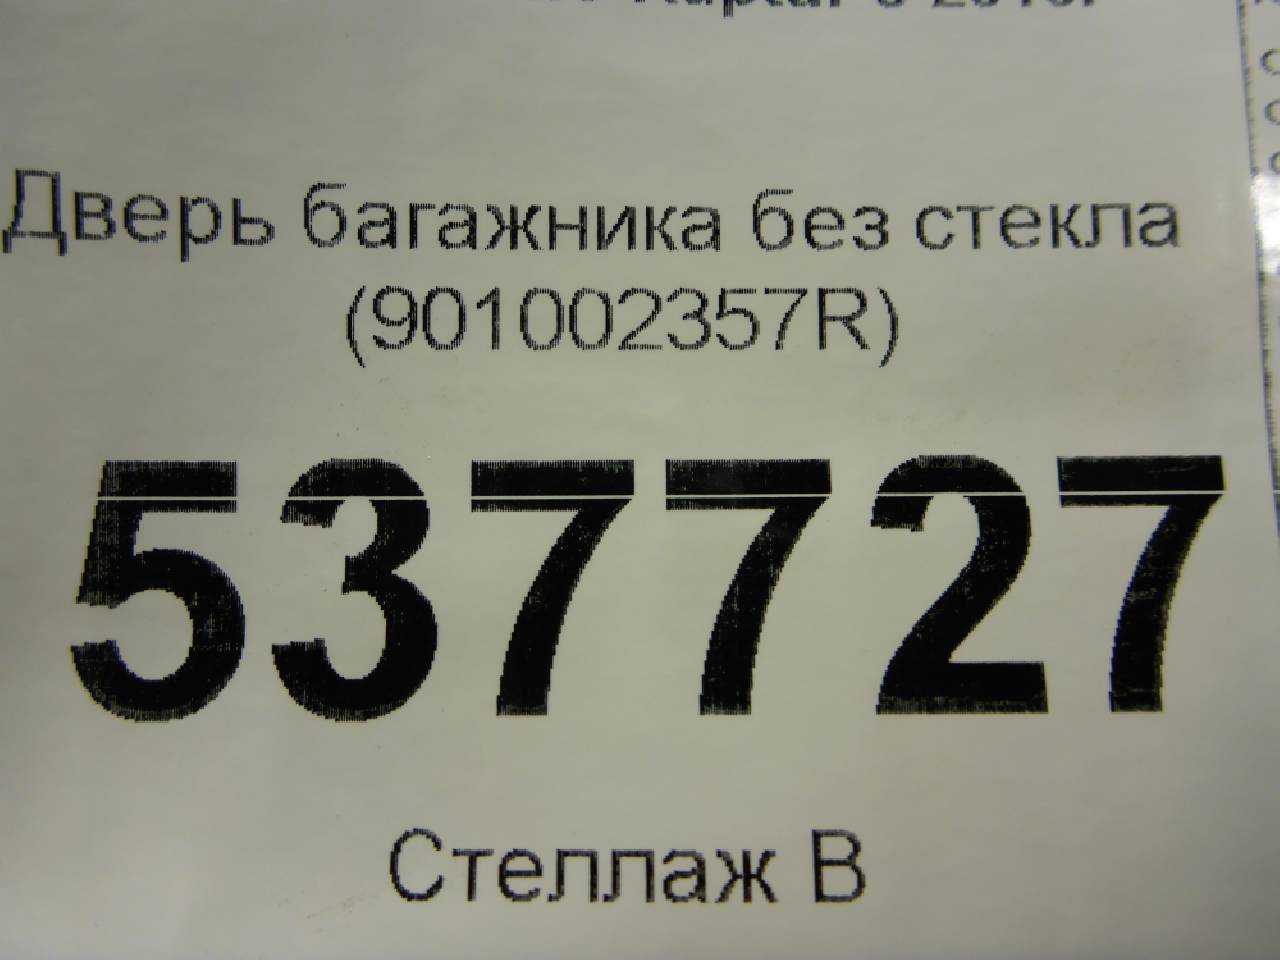 Дверь багажника без стекла
(901002357R)
537727
Стеллаж В